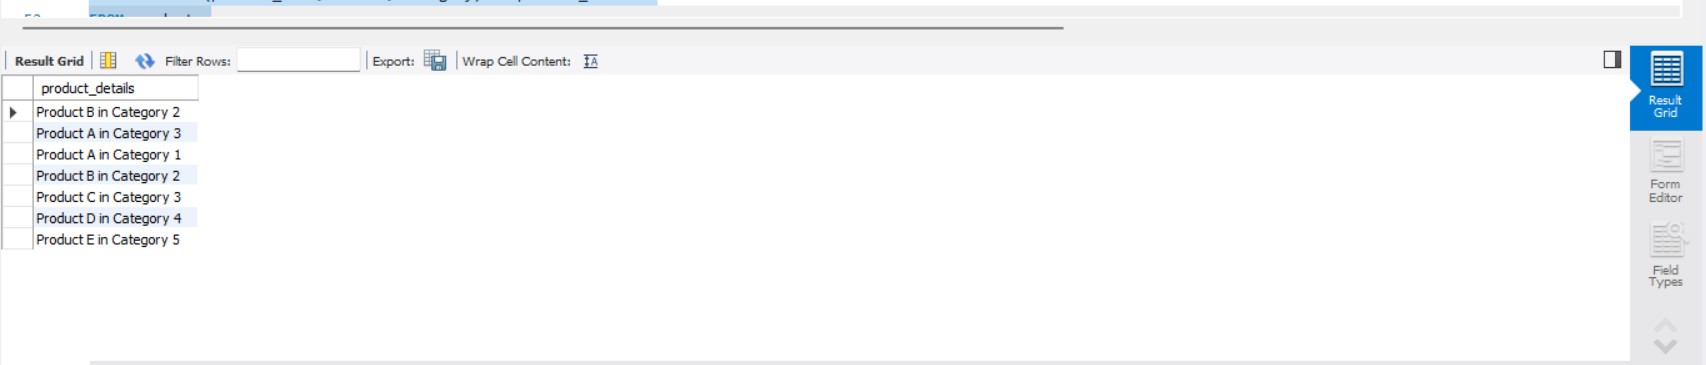 Result Grid Filter Rows: Export: Wrap Cell Content: IA
product_details
Product B in Category 2
Product A in Category 3
Product A in Category 1
Product B in Category 2
Product C in Category 3
Product D in Category 4
Product E in Category 5
Result
Grid
Form
Editor
Field
Types